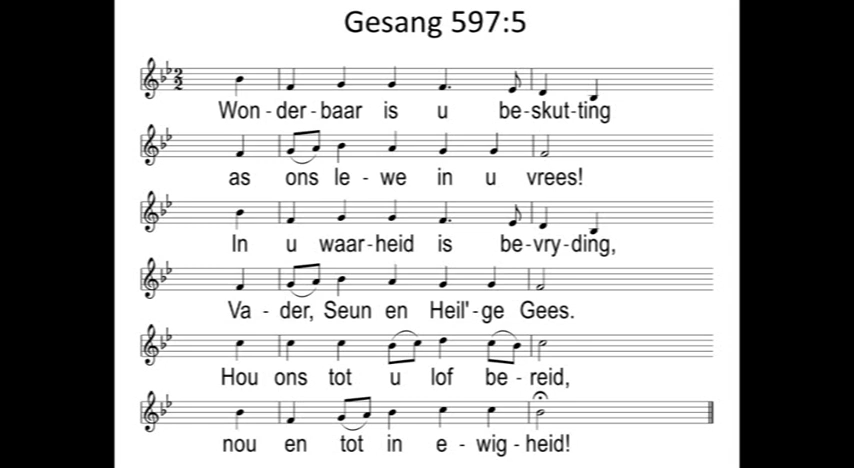 Gesang 597:5
Won - der - baar is u be - skut - ting
as ons le - we in u vrees!
In u waar - heid is be - vry - ding,
Va - der, Seun en Heil' - ge Gees.
Hou ons tot u lof be - reid,
nou en tot in e - wig - heid!